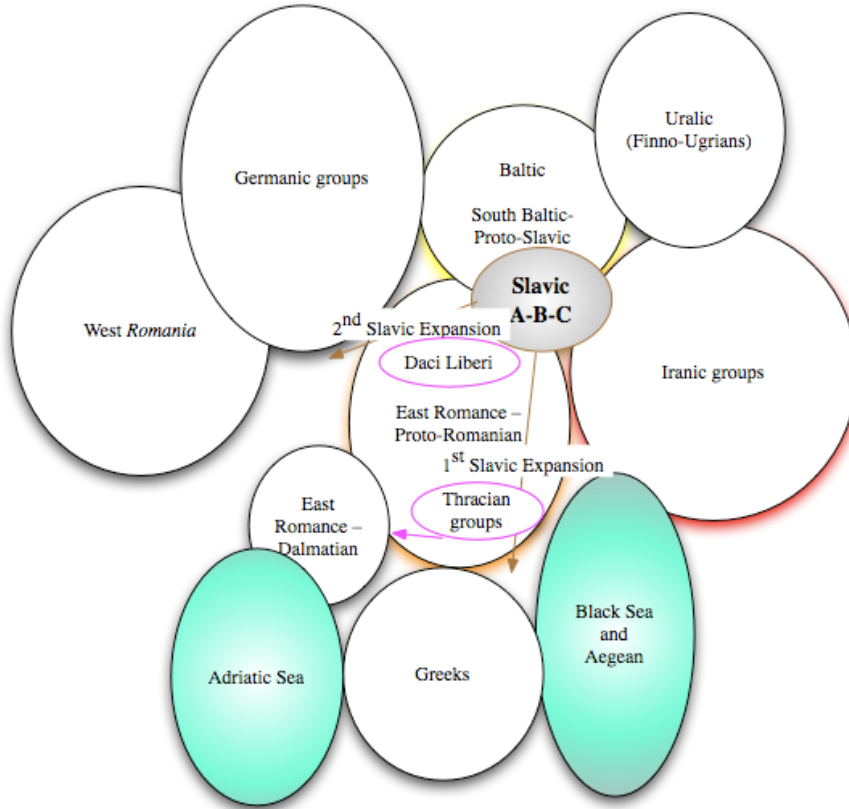 Uralic
(Finno-Ugrians)
Baltic
Germanic groups
South Baltic-
Proto-Slavic
Slavic
A-B-C
West Romania
2nd Slavic Expansion
Daci Liberi
Iranic groups
East Romance –
Proto-Romanian
1st Slavic Expansion
Thracian
groups
East
Romance –
Dalmatian
Black Sea
and
Aegean
Adriatic Sea
Greeks